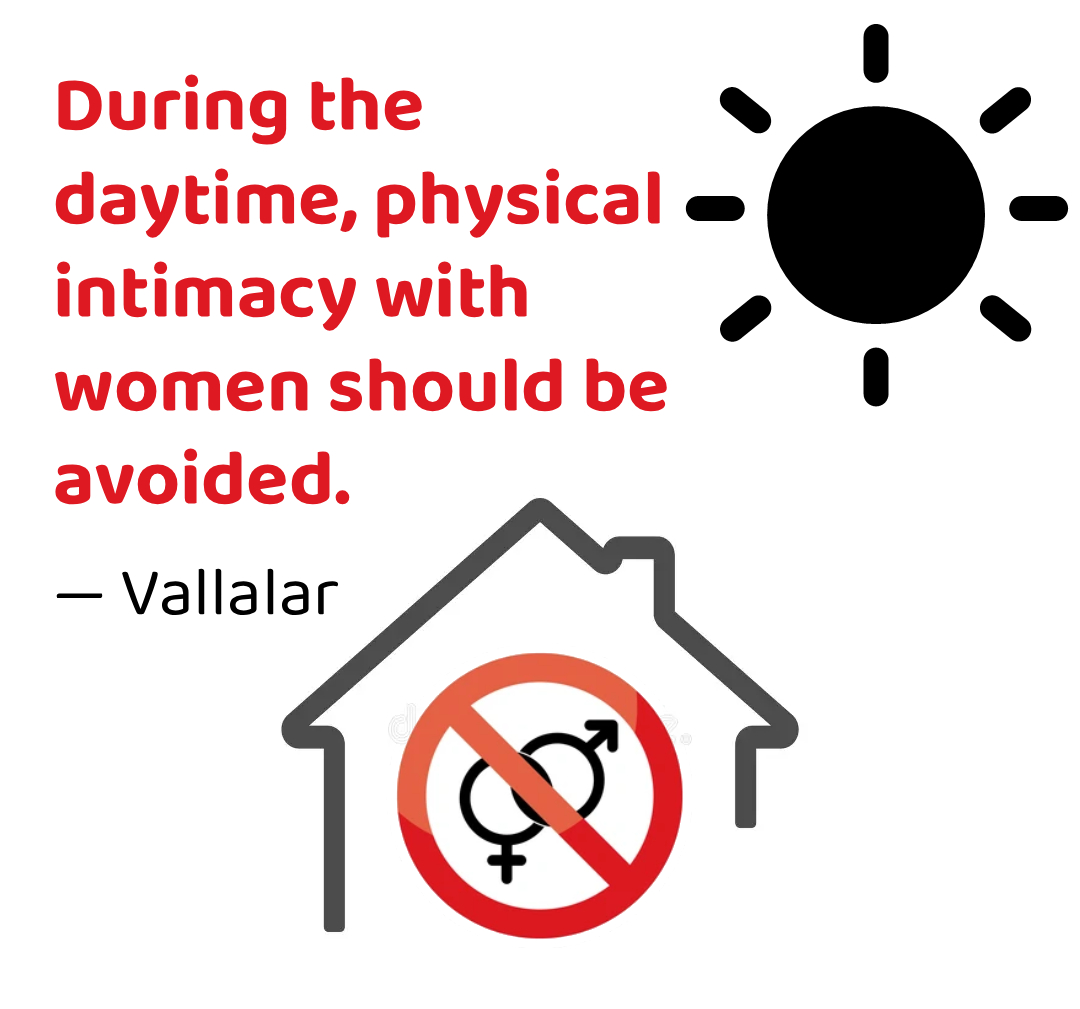 During the
daytime, physical
intimacy with
women should be
avoided.
— Vallalar